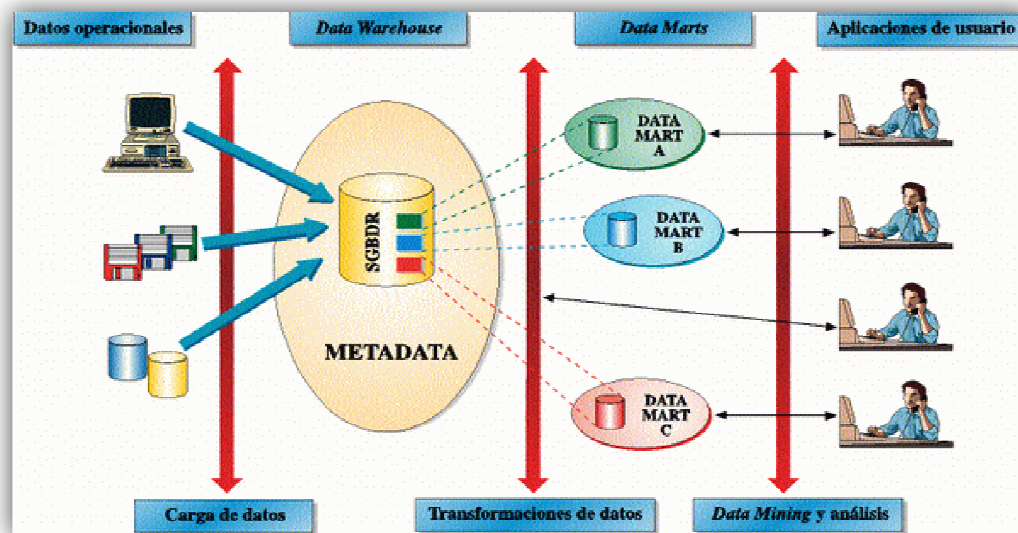 Datos operacionales
Data Warehouse
Data Marts
Aplicaciones de usuario
DATA
MART
A
SGBDR
DATA
MART
B
METADATA
DATA
MART
C
Carga de datos
Transformaciones de datos
Data Mining y análisis